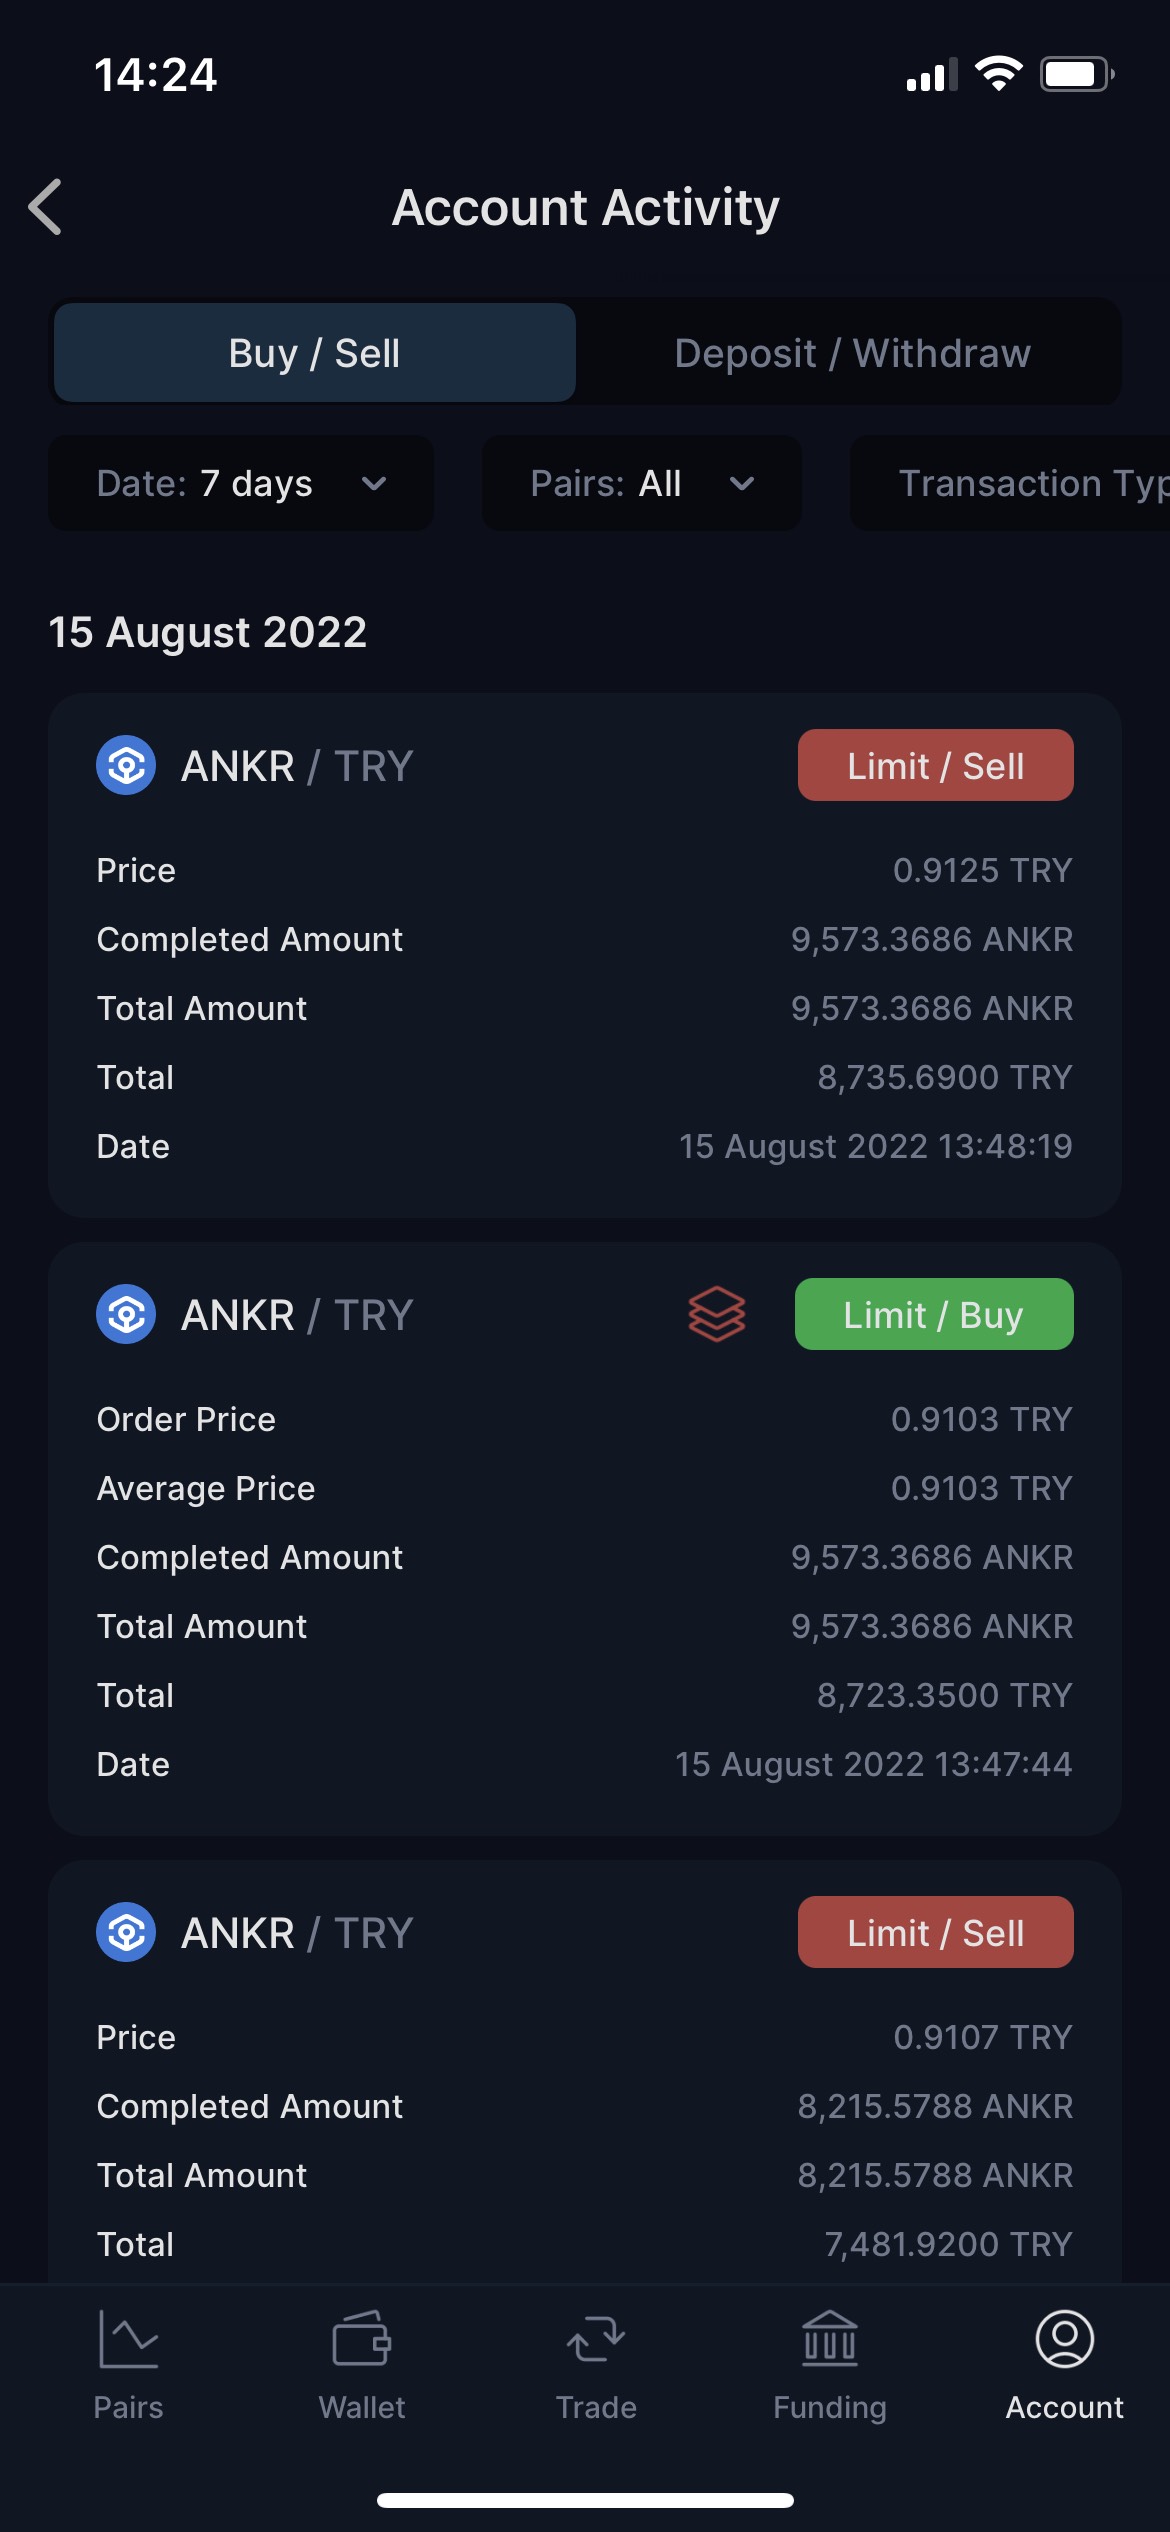 14:24
Account Activity
Buy / Sell
Deposit / Withdraw
Date: 7 days
Pairs: All
Transaction Typ
15 August 2022
ANKR / TRY
Limit / Sell
Price 0.9125 TRY
Completed Amount 9,573.3686 ANKR
Total Amount 9,573.3686 ANKR
Total 8,735.6900 TRY
Date 15 August 2022 13:48:19
ANKR / TRY
Limit / Buy
Order Price 0.9103 TRY
Average Price 0.9103 TRY
Completed Amount 9,573.3686 ANKR
Total Amount 9,573.3686 ANKR
Total 8,723.3500 TRY
Date 15 August 2022 13:47:44
ANKR / TRY
Limit / Sell
Price 0.9107 TRY
Completed Amount 8,215.5788 ANKR
Total Amount 8,215.5788 ANKR
Total 7,481.9200 TRY
Pairs
Wallet
Trade
Funding
Account